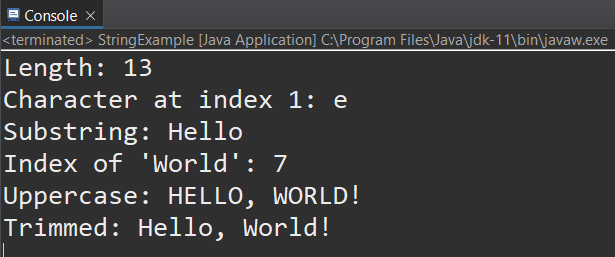 Console
<terminated> StringExample [Java Application] C:\Program Files\Java\jdk-11\bin\javaw.exe
Length: 13
Character at index 1: e
Substring: Hello
Index of 'World': 7
Uppercase: HELLO, WORLD!
Trimmed: Hello, World!